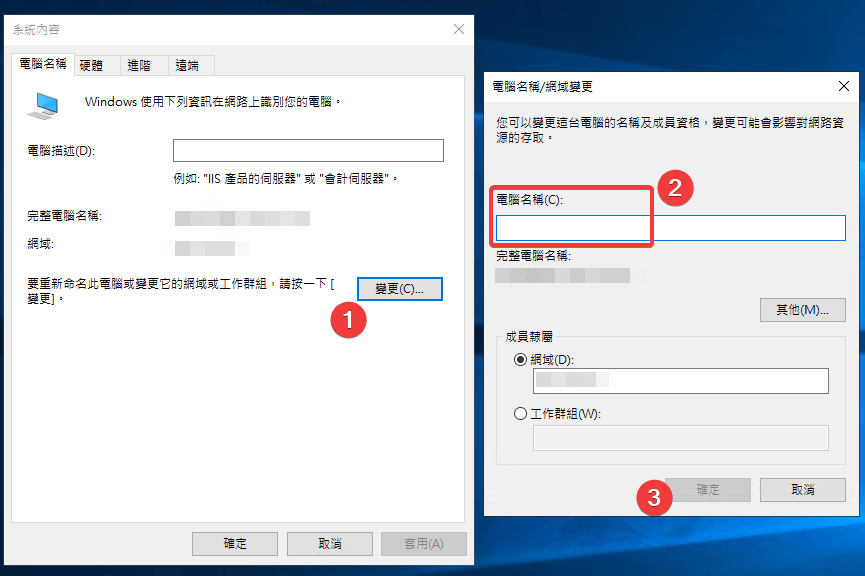 系統內容
電腦名稱 硬體 進階 遠端
Windows 使用下列資訊在網路上識別您的電腦。
電腦描述(D):
例如: "IIS 產品的伺服器" 或 "會計伺服器"。
完整電腦名稱:
網域:
要重新命名此電腦或變更它的網域或工作群組，請按一下 [
變更]。
變更(C)...
1
確定 取消 套用(A)
電腦名稱/網域變更
您可以變更這台電腦的名稱及成員資格，變更可能會影響對網路資
源的存取。
2
電腦名稱(C):
完整電腦名稱:
其他(M)...
成員隸屬
網域(D):
工作群組(W):
3
確定 取消